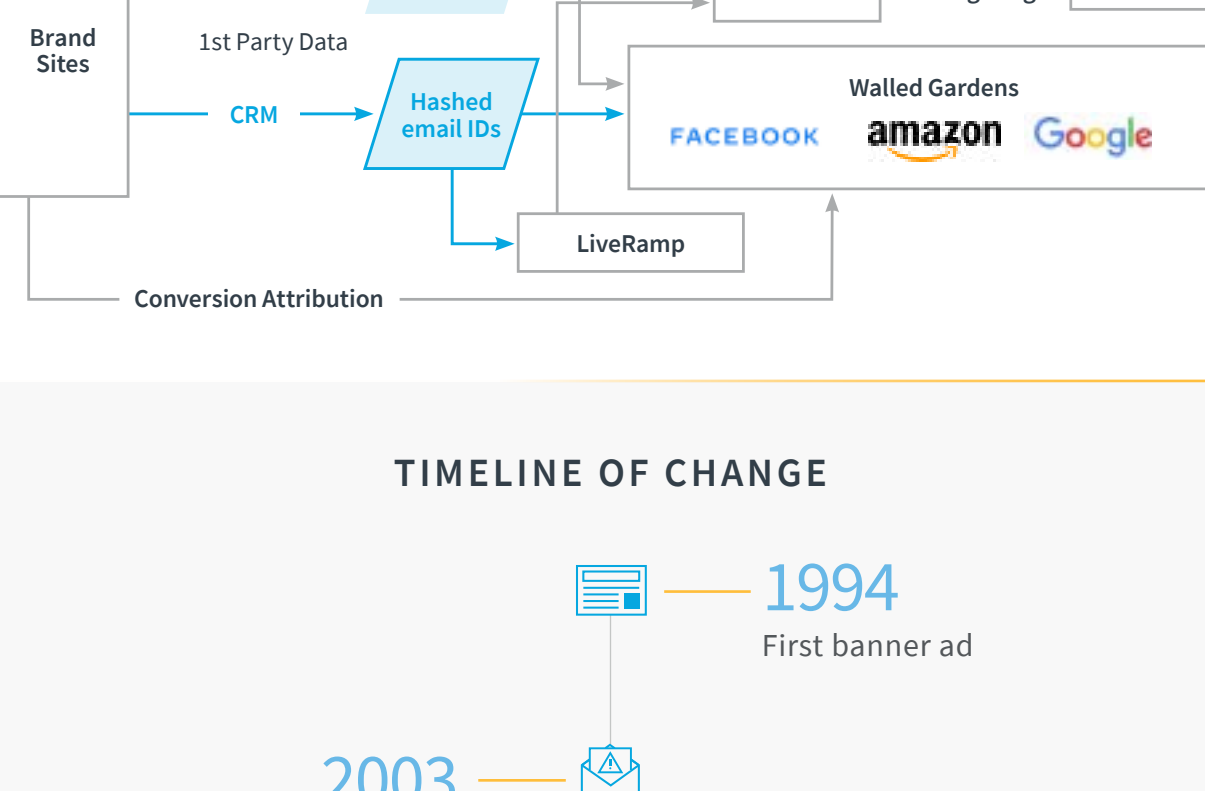 Brand
Sites
1st Party Data
CRM
Hashed
email IDs
Walled Gardens
FACEBOOK
amazon
Google
LiveRamp
Conversion Attribution
TIMELINE OF CHANGE
1994
First banner ad
2003